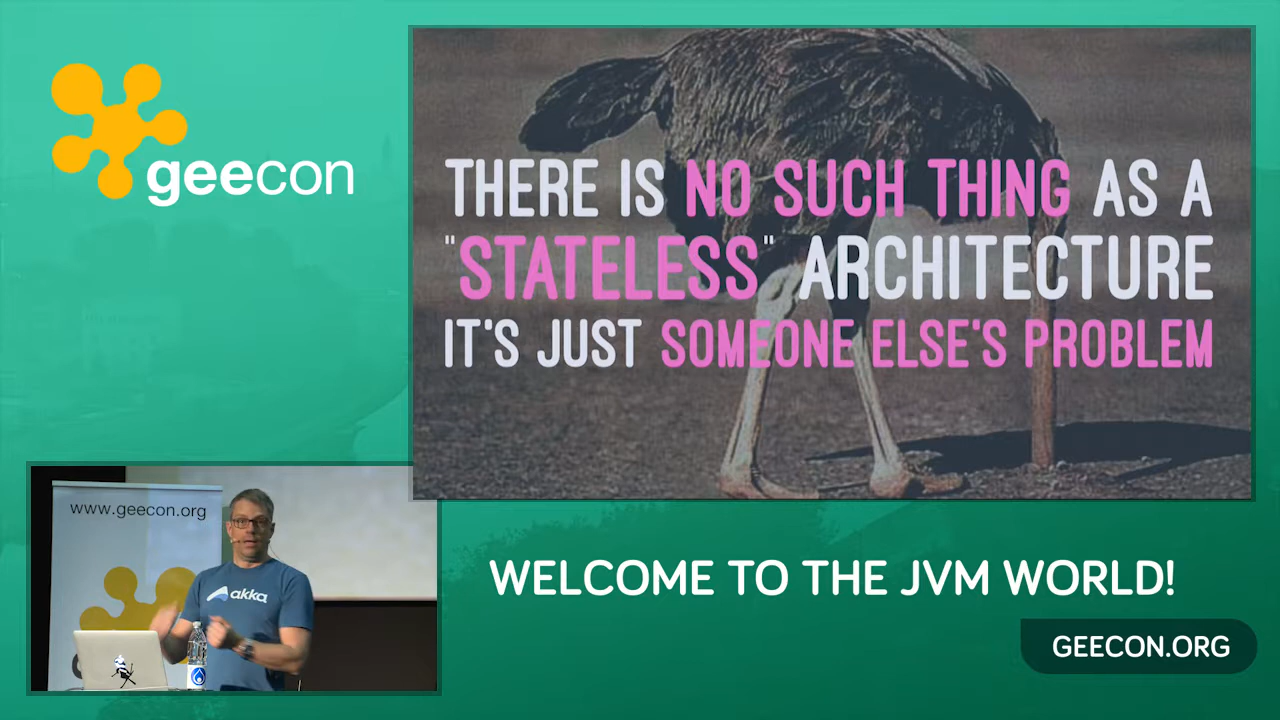 geecon
THERE IS NO SUCH THING AS A
"STATELESS" ARCHITECTURE
IT'S JUST SOMEONE ELSE'S PROBLEM
www.geecon.org
akka
WELCOME TO THE JVM WORLD!
GEECON.ORG